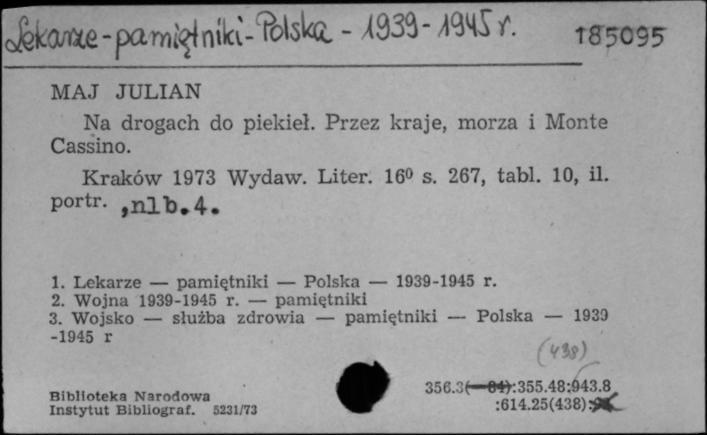 Lekarze - pamiętniki - Polska - 1939-1945 r. 185095
MAJ JULIAN
Na drogach do piekieł. Przez kraje, morza i Monte
Cassino.
Kraków 1973 Wydaw. Liter. 16⁰ s. 267, tabl. 10, il.
portr. ,nlb.4.
1. Lekarze — pamiętniki — Polska — 1939-1945 r.
2. Wojna 1939-1945 r. — pamiętniki
3. Wojsko — służba zdrowia — pamiętniki — Polska — 1939
-1945 r
(438)
356.3(—84):355.48:943.8
:614.25(438):
Biblioteka Narodowa
Instytut Bibliograf. 5231/73